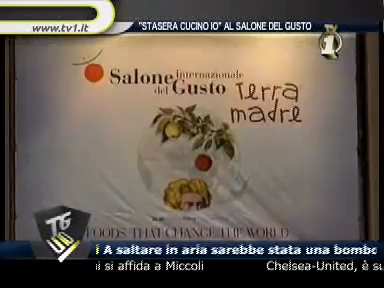 www.tv1.it
"STASERA CUCINO IO" AL SALONE DEL GUSTO
1
Salone Internazionale
del Gusto
Terra
madre
FOODS THAT CHANGE THE WORLD
TG
A saltare in aria sarebbe stata una bombo
i si affida a Miccoli Chelsea-United, è su